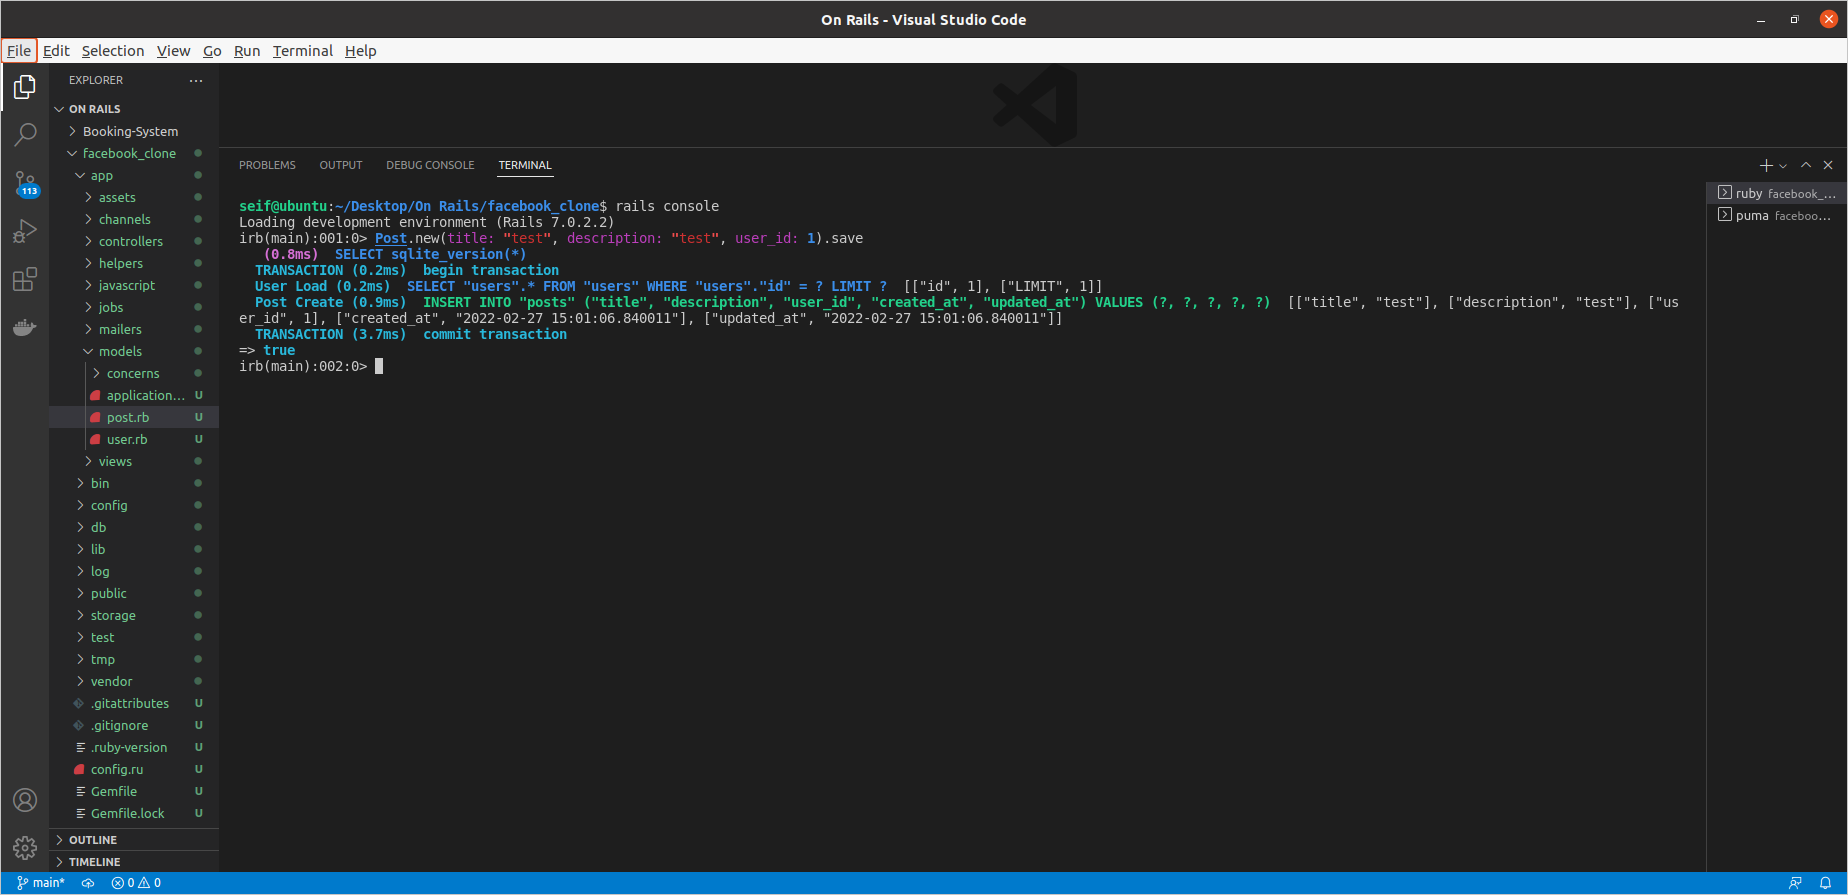 On Rails - Visual Studio Code
File Edit Selection View Go Run Terminal Help
EXPLORER
ON RAILS
Booking-System
facebook_clone
app
assets
channels
controllers
helpers
javascript
jobs
mailers
models
concerns
application... U
post.rb U
user.rb U
views
bin
config
db
lib
log
public
storage
test
tmp
vendor
.gitattributes U
.gitignore U
.ruby-version U
config.ru U
Gemfile U
Gemfile.lock U
OUTLINE
TIMELINE
113
PROBLEMS OUTPUT DEBUG CONSOLE TERMINAL
seif@ubuntu:~/Desktop/On Rails/facebook_clone$ rails console
Loading development environment (Rails 7.0.2.2)
irb(main):001:0> Post.new(title: "test", description: "test", user_id: 1).save
(0.8ms) SELECT sqlite_version(*)
TRANSACTION (0.2ms) begin transaction
User Load (0.2ms) SELECT "users".* FROM "users" WHERE "users"."id" = ? LIMIT ? [["id", 1], ["LIMIT", 1]]
Post Create (0.9ms) INSERT INTO "posts" ("title", "description", "user_id", "created_at", "updated_at") VALUES (?, ?, ?, ?, ?) [["title", "test"], ["description", "test"], ["us
er_id", 1], ["created_at", "2022-02-27 15:01:06.840011"], ["updated_at", "2022-02-27 15:01:06.840011"]]
TRANSACTION (3.7ms) commit transaction
=> true
irb(main):002:0>
ruby facebook_...
puma faceboo...
main* 0 0